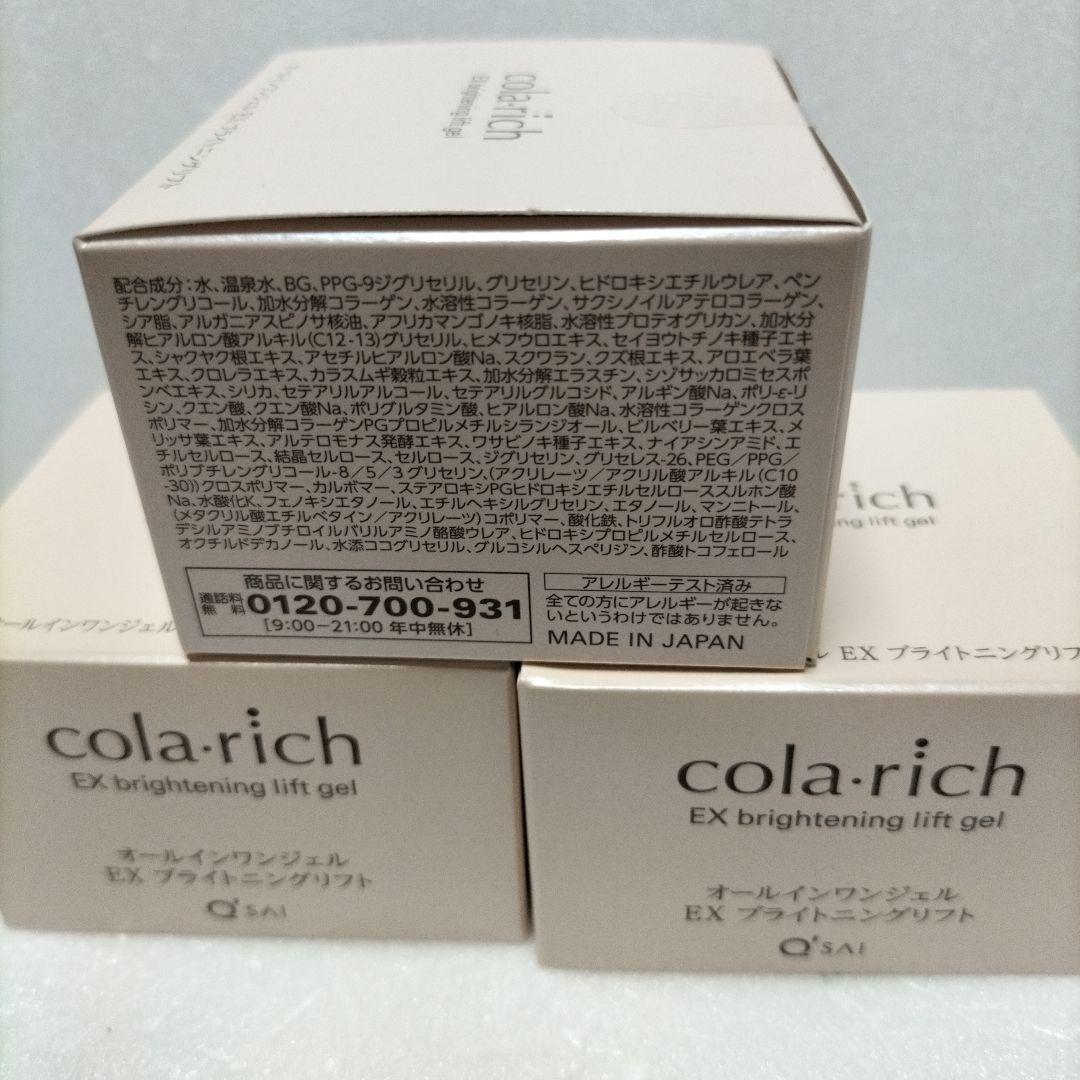 cola・rich
EX brightening lift gel
配合成分:水、温泉水、BG、PPG-9ジグリセリル、グリセリン、ヒドロキシエチルウレア、ペン
チレングリコール、加水分解コラーゲン、水溶性コラーゲン、サクシノイルアテロコラーゲン、
シア脂、アルガニアスピノサ核油、アフリカマンゴノキ核脂、水溶性プロテオグリカン、加水分
解ヒアルロン酸アルキル(C12-13)グリセリル、ヒメフウロエキス、セイヨウトチノキ種子エキ
ス、シャクヤク根エキス、アセチルヒアルロン酸Na、スクワラン、クズ根エキス、アロエベラ葉
エキス、クロレラエキス、カラスムギ穀粒エキス、加水分解エラスチン、シゾサッカロミセスポ
ンベエキス、シリカ、セテアリルアルコール、セテアリルグルコシド、アルギン酸Na、ポリ-ε-リ
シン、クエン酸、クエン酸Na、ポリグルタミン酸、ヒアルロン酸Na、水溶性コラーゲンクロス
ポリマー、加水分解コラーゲンPGプロピルメチルシランジオール、ビルベリー葉エキス、メ
リッサ葉エキス、アルテロモナス発酵エキス、ワサビノキ種子エキス、ナイアシンアミド、エ
チルセルロース、結晶セルロース、セルロース、ジグリセリン、グリセレス-26、PEG/PPG/
ポリブチレングリコール-8/5/3グリセリン、(アクリレーツ/アクリル酸アルキル(C10
-30))クロスポリマー、カルボマー、ステアロキシPGヒドロキシエチルセルローススルホン酸
Na、水酸化K、フェノキシエタノール、エチルヘキシルグリセリン、エタノール、マンニトール、
(メタクリル酸エチルベタイン/アクリレーツ)コポリマー、酸化鉄、トリフルオロ酢酸テトラ
デシルアミノブチロイルバリルアミノ酪酸ウレア、ヒドロキシプロピルメチルセルロース、
オクチルドデカノール、水添ココグリセリル、グルコシルヘスペリジン、酢酸トコフェロール
商品に関するお問い合わせ
通話料
無料 0120-700-931
[9:00−21:00 年中無休]
アレルギーテスト済み
全ての方にアレルギーが起きな
いというわけではありません。
MADE IN JAPAN
rich
ning lift gel
オールインワンジェル
EX ブライトニングリフ
cola・rich
EX brightening lift gel
オールインワンジェル
EX ブライトニングリフト
Q'SAI
cola・rich
EX brightening lift gel
オールインワンジェル
EX ブライトニングリフト
Q'SAI